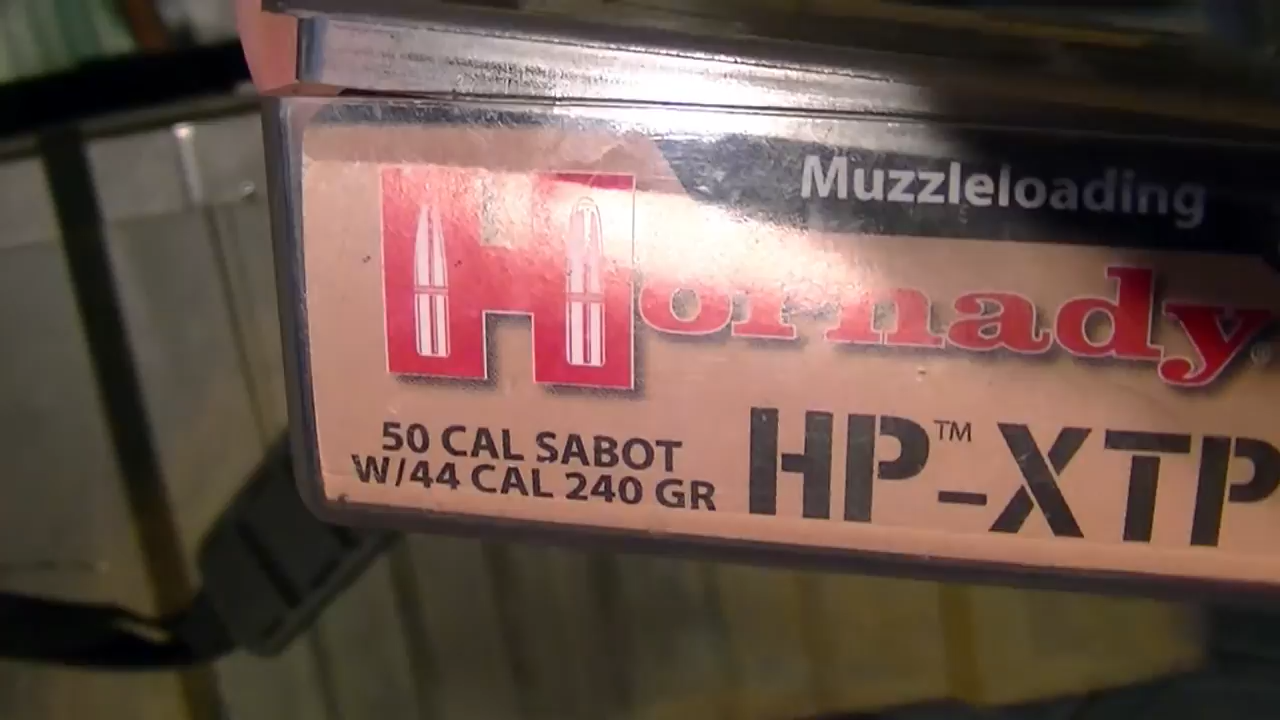 Muzzleloading
Hornady®
50 CAL SABOT
W/44 CAL 240 GR
HP™-XTP